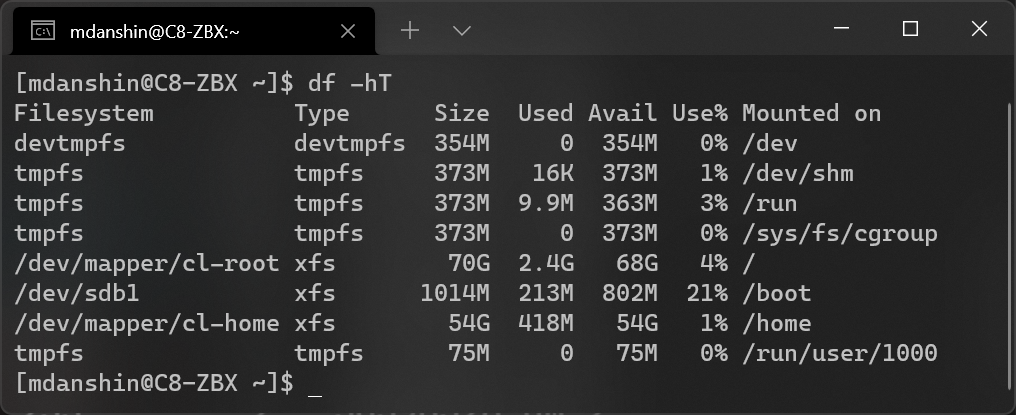 mdanshin@C8-ZBX:~
[mdanshin@C8-ZBX ~]$ df -hT
Filesystem          Type      Size  Used Avail Use% Mounted on
devtmpfs            devtmpfs  354M     0  354M   0% /dev
tmpfs               tmpfs     373M   16K  373M   1% /dev/shm
tmpfs               tmpfs     373M  9.9M  363M   3% /run
tmpfs               tmpfs     373M     0  373M   0% /sys/fs/cgroup
/dev/mapper/cl-root xfs        70G  2.4G   68G   4% /
/dev/sdb1           xfs      1014M  213M  802M  21% /boot
/dev/mapper/cl-home xfs        54G  418M   54G   1% /home
tmpfs               tmpfs      75M     0   75M   0% /run/user/1000
[mdanshin@C8-ZBX ~]$ _